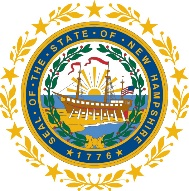 SEAL · OF · THE · STATE · OF · NEW HAMPSHIRE
· 1776 ·